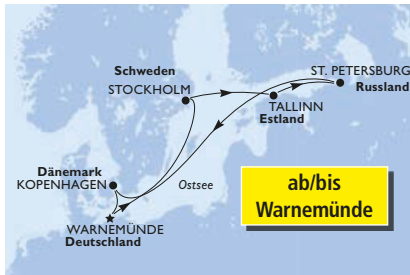 Schweden
STOCKHOLM
ST. PETERSBURG
Russland
TALLINN
Estland
Dänemark
KOPENHAGEN
Ostsee
WARNEMÜNDE
Deutschland
ab/bis
Warnemünde